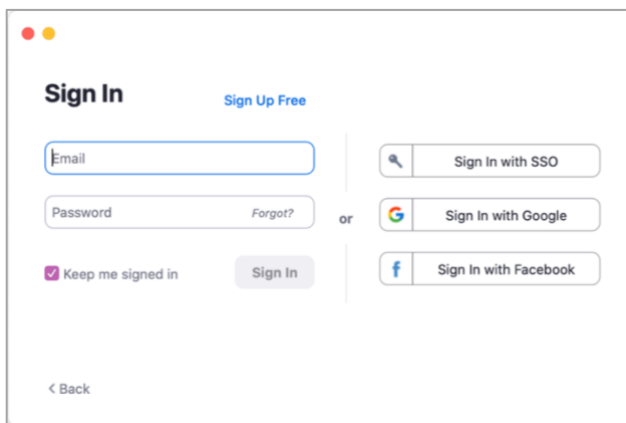 Sign In
Sign Up Free
Email
Password
Forgot?
Keep me signed in
Sign In
or
Sign In with SSO
Sign In with Google
Sign In with Facebook
< Back